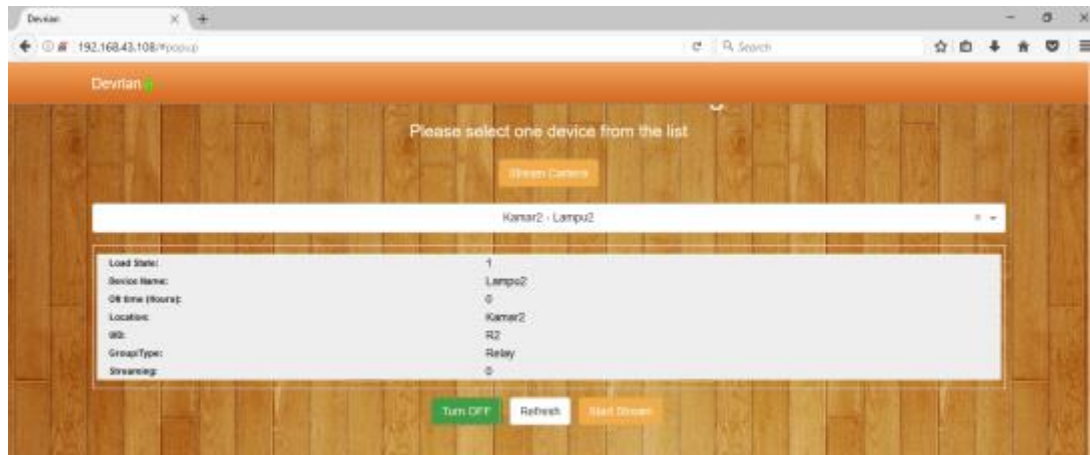 Devrian
192.168.43.108/#popup
Search
Devrian
Please select one device from the list
Stream Camera
Kamar2 - Lampu2
Load State: 1
Device Name: Lampu2
ON time (Hours): 0
Location: Kamar2
UID: R2
Group/Type: Relay
Streaming: 0
Turn OFF
Refresh
Start Stream